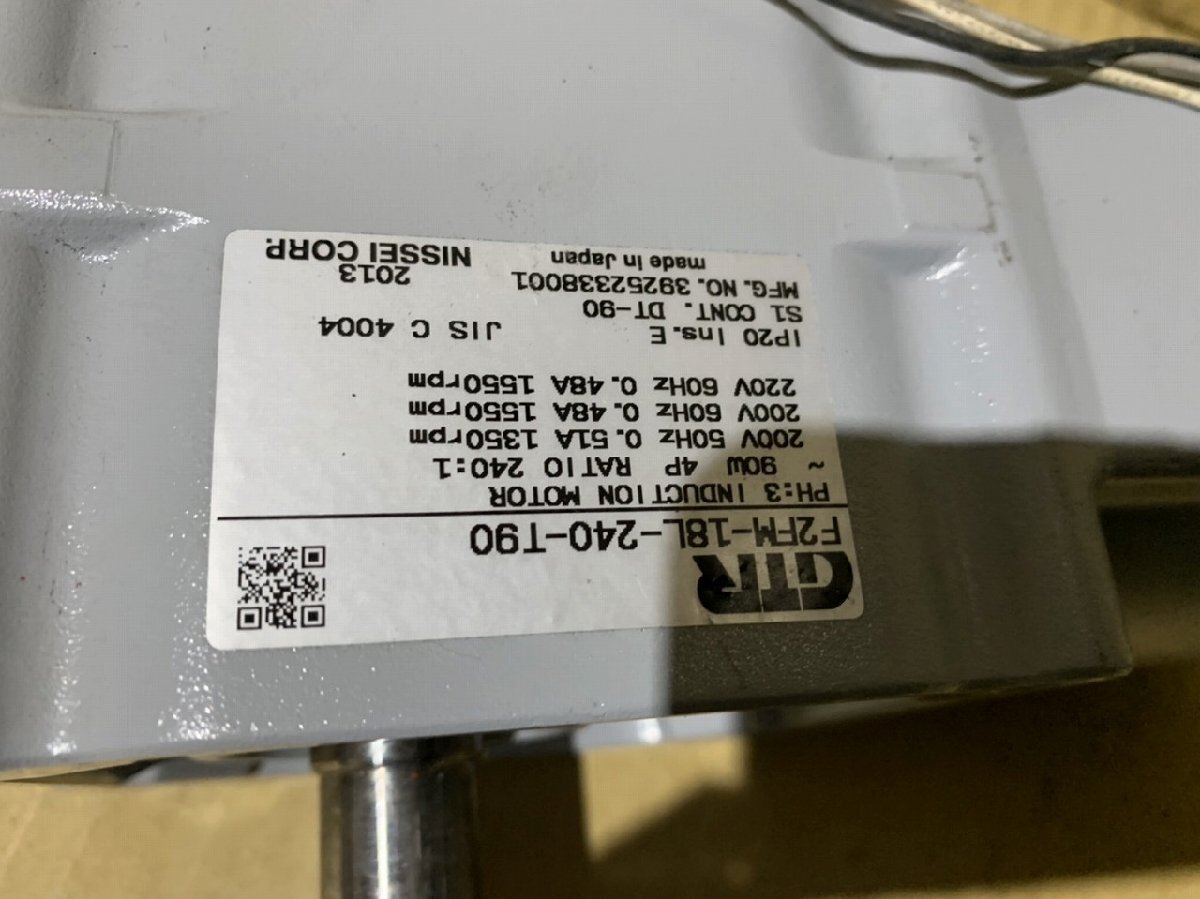 GTR
F2FM-18L-240-T90
PH:3 INDUCTION MOTOR
~ 90W 4P RATIO 240:1
200V 50Hz 0.51A 1350rpm
200V 60Hz 0.48A 1550rpm
220V 60Hz 0.48A 1550rpm
IP20 Ins.E JIS C 4004
S1 CONT. DT-90
MFG.NO.39252338001 2013
made in Japan NISSEI CORP.